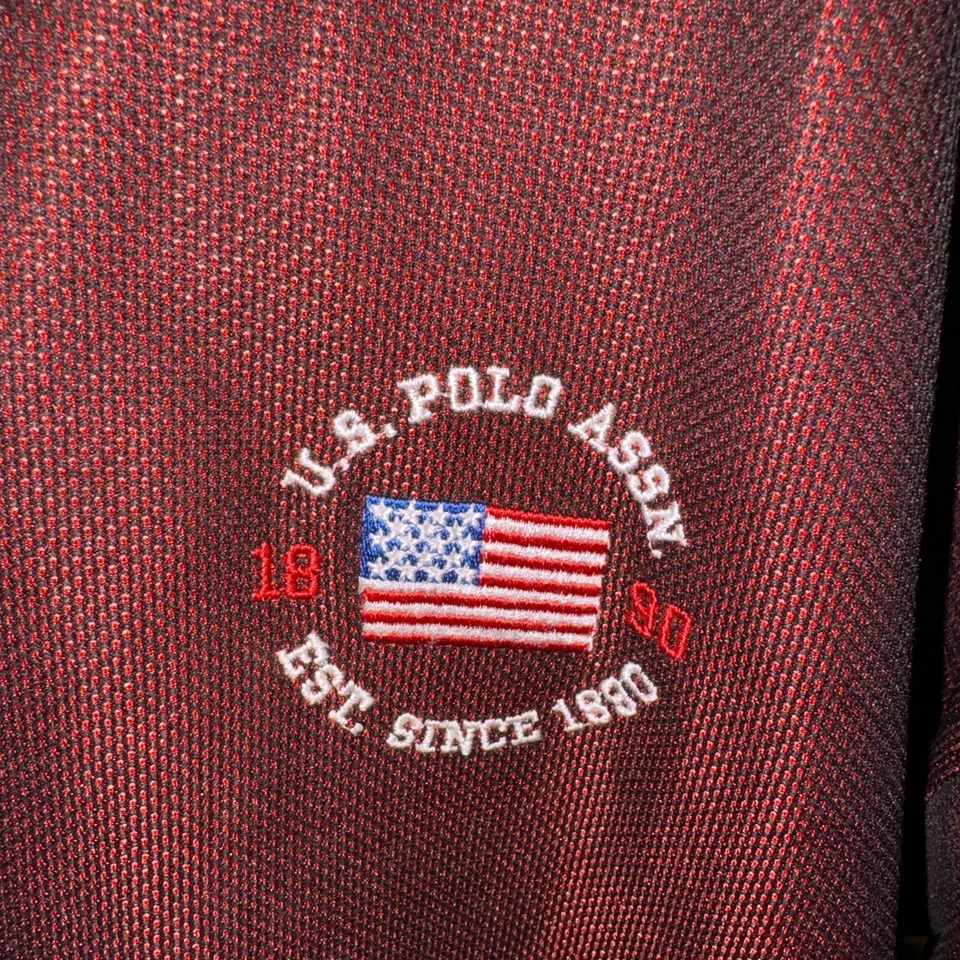 U.S. POLO ASSN.
18 90
EST. SINCE 1890